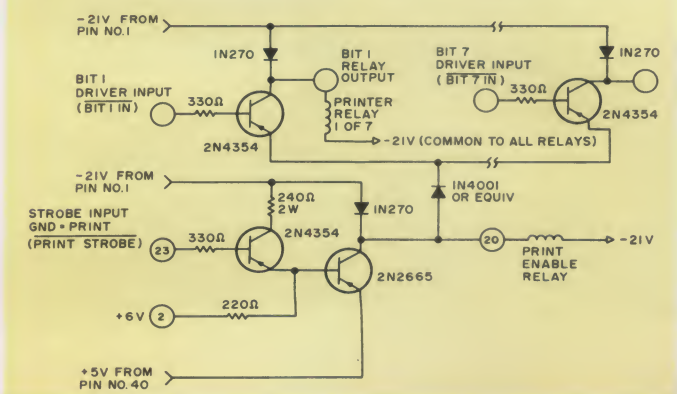 -21V FROM
PIN NO.1
IN270
BIT 1
RELAY
OUTPUT
BIT 7
DRIVER INPUT
(BIT 7 IN)
IN270
BIT 1
DRIVER INPUT
(BIT 1 IN)
330Ω
330Ω
PRINTER
RELAY
1 OF 7
2N4354
2N4354
-21V (COMMON TO ALL RELAYS)
-21V FROM
PIN NO.1
240Ω
2W
IN270
IN4001
OR EQUIV
STROBE INPUT
GND = PRINT
(PRINT STROBE)
23
330Ω
2N4354
20
-21V
PRINT
ENABLE
RELAY
2N2665
+6V
2
220Ω
+5V FROM
PIN NO. 40